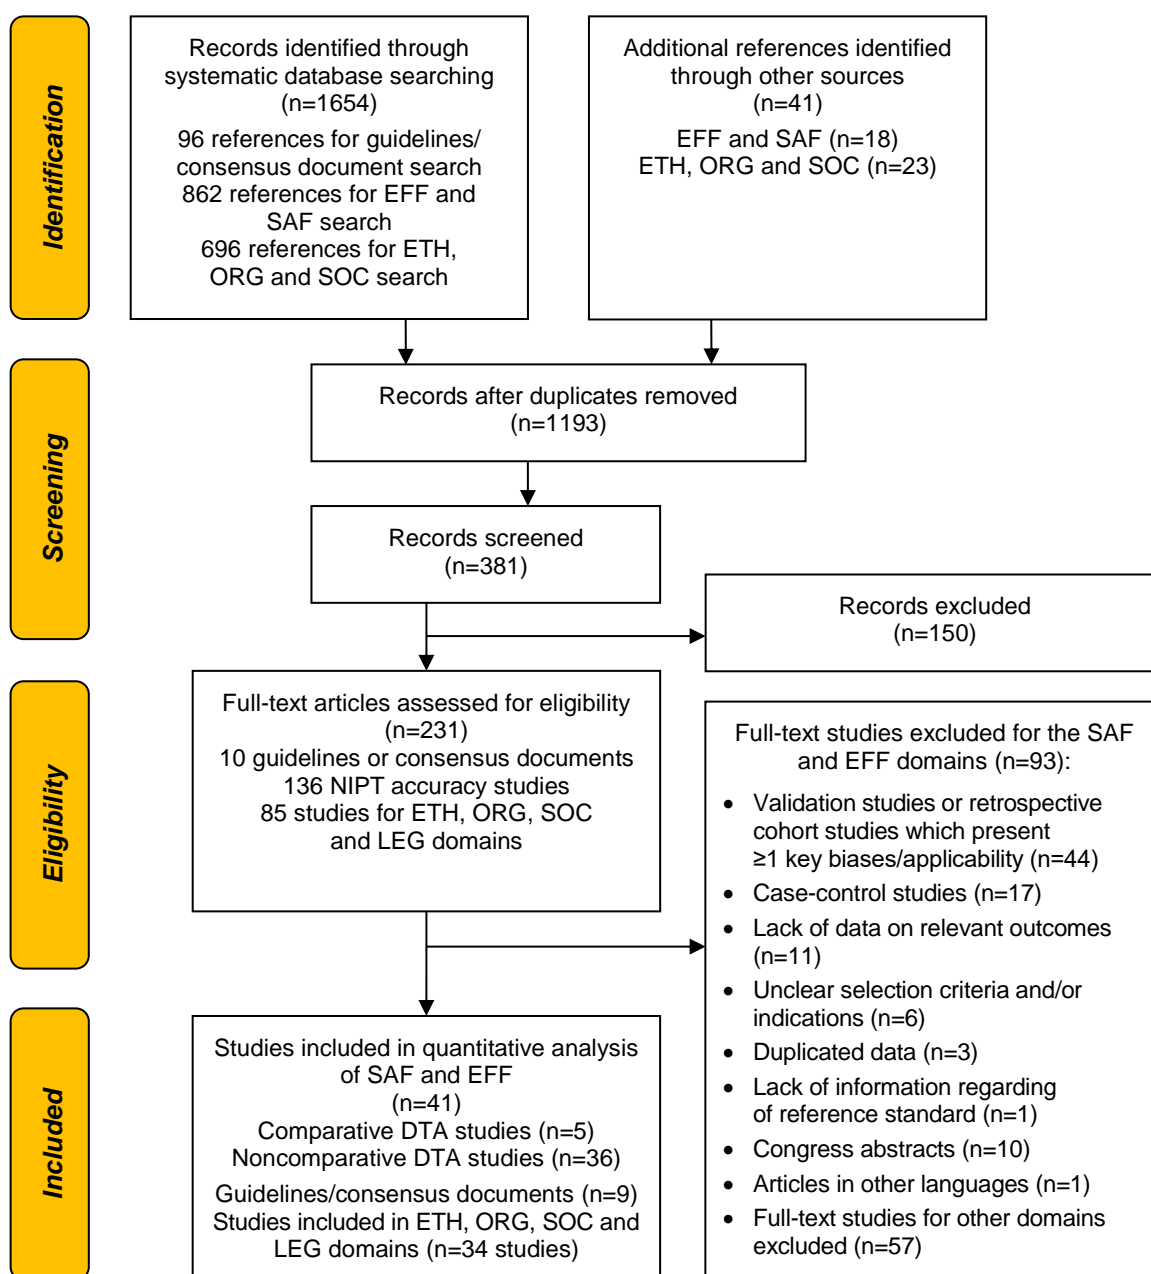 Identification
Records identified through
systematic database searching
(n=1654)
96 references for guidelines/
consensus document search
862 references for EFF and
SAF search
696 references for ETH,
ORG and SOC search
Additional references identified
through other sources
(n=41)
EFF and SAF (n=18)
ETH, ORG and SOC (n=23)
Screening
Records after duplicates removed
(n=1193)
Records screened
(n=381)
Records excluded
(n=150)
Eligibility
Full-text articles assessed for eligibility
(n=231)
10 guidelines or consensus documents
136 NIPT accuracy studies
85 studies for ETH, ORG, SOC
and LEG domains
Full-text studies excluded for the SAF
and EFF domains (n=93):
• Validation studies or retrospective
cohort studies which present
≥1 key biases/applicability (n=44)
• Case-control studies (n=17)
• Lack of data on relevant outcomes
(n=11)
• Unclear selection criteria and/or
indications (n=6)
• Duplicated data (n=3)
• Lack of information regarding
of reference standard (n=1)
• Congress abstracts (n=10)
• Articles in other languages (n=1)
• Full-text studies for other domains
excluded (n=57)
Included
Studies included in quantitative analysis
of SAF and EFF
(n=41)
Comparative DTA studies (n=5)
Noncomparative DTA studies (n=36)
Guidelines/consensus documents (n=9)
Studies included in ETH, ORG, SOC and
LEG domains (n=34 studies)